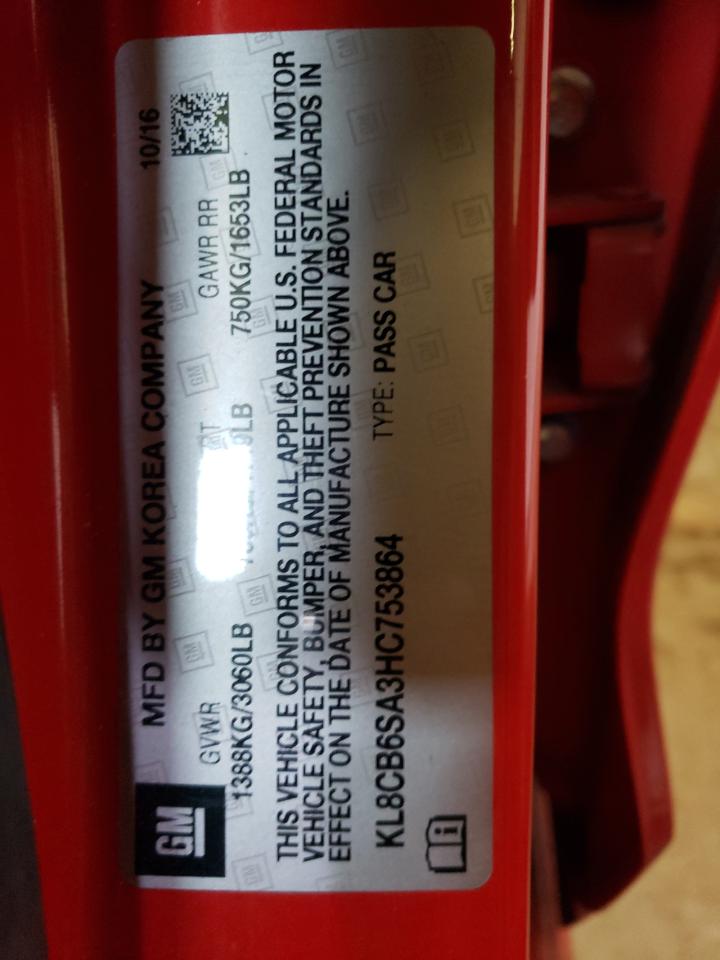 GM
MFD BY GM KOREA COMPANY 10/16
GVWR GAWR RR
1388KG/3060LB 750KG/1653LB
THIS VEHICLE CONFORMS TO ALL APPLICABLE U.S. FEDERAL MOTOR
VEHICLE SAFETY, BUMPER, AND THEFT PREVENTION STANDARDS IN
EFFECT ON THE DATE OF MANUFACTURE SHOWN ABOVE.
KL8CB6SA3HC753864 TYPE: PASS CAR